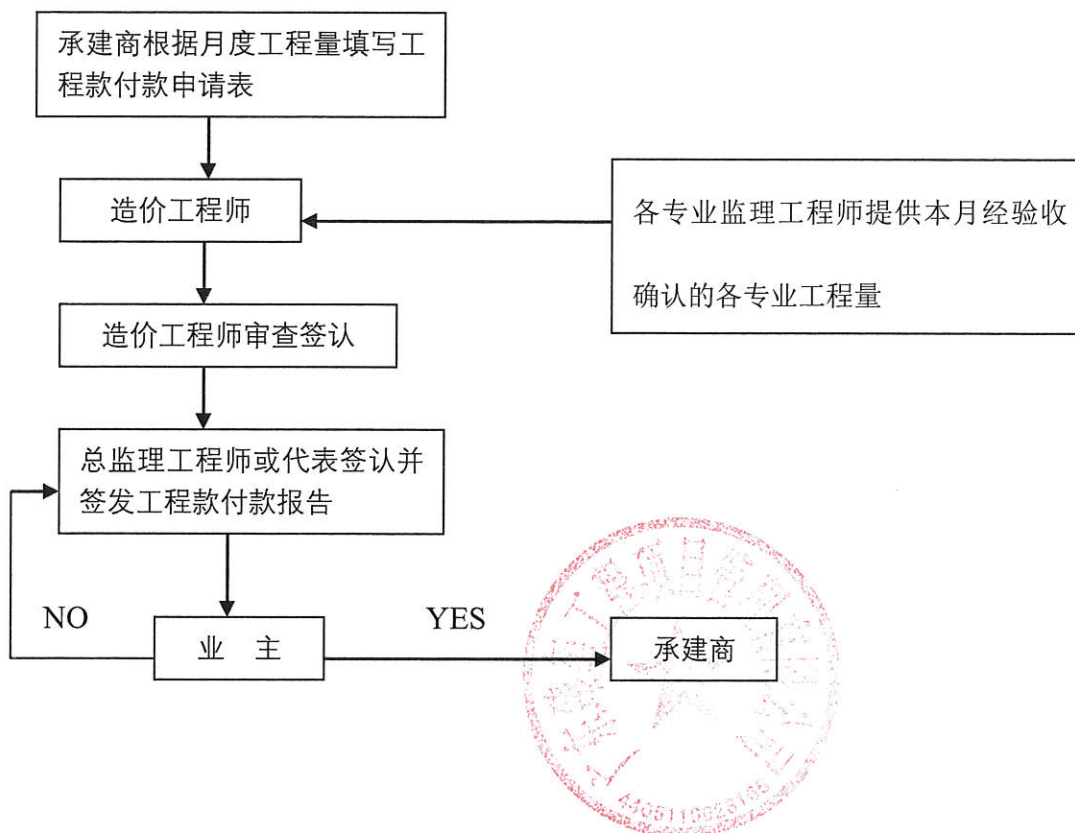 承建商根据月度工程量填写工
程款付款申请表
造价工程师
各专业监理工程师提供本月经验收
确认的各专业工程量
造价工程师审查签认
总监理工程师或代表签认并
签发工程款付款报告
NO
YES
业 主
承建商